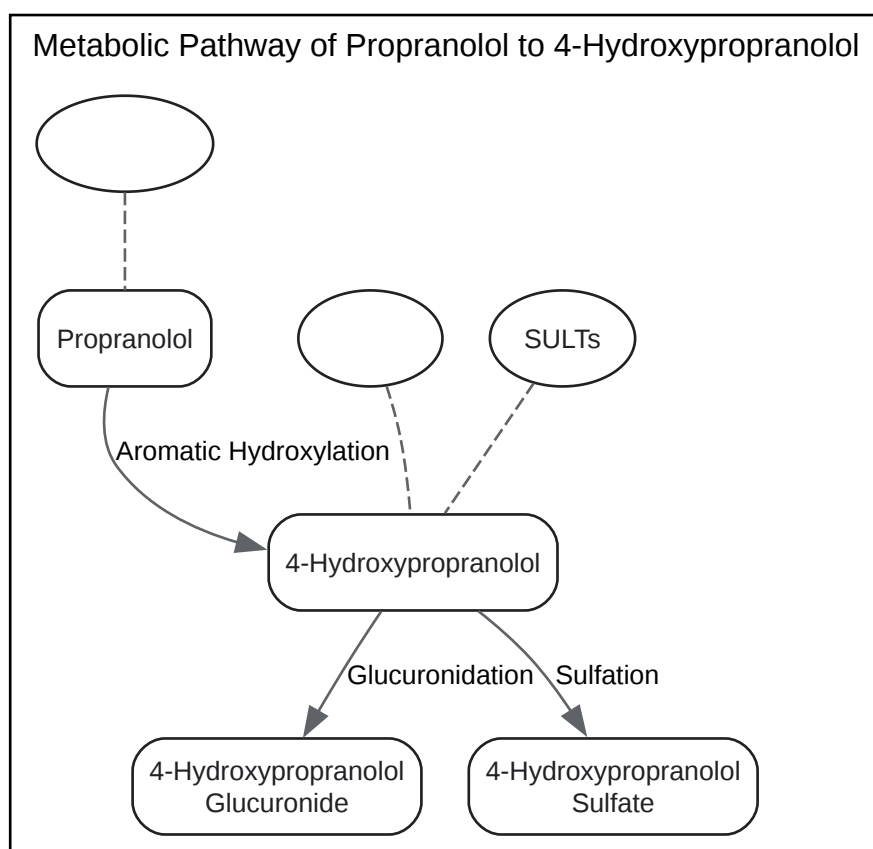 Metabolic Pathway of Propranolol to 4-Hydroxypropranolol
Propranolol
SULTs
Aromatic Hydroxylation
4-Hydroxypropranolol
Glucuronidation
Sulfation
4-Hydroxypropranolol
Glucuronide
4-Hydroxypropranolol
Sulfate